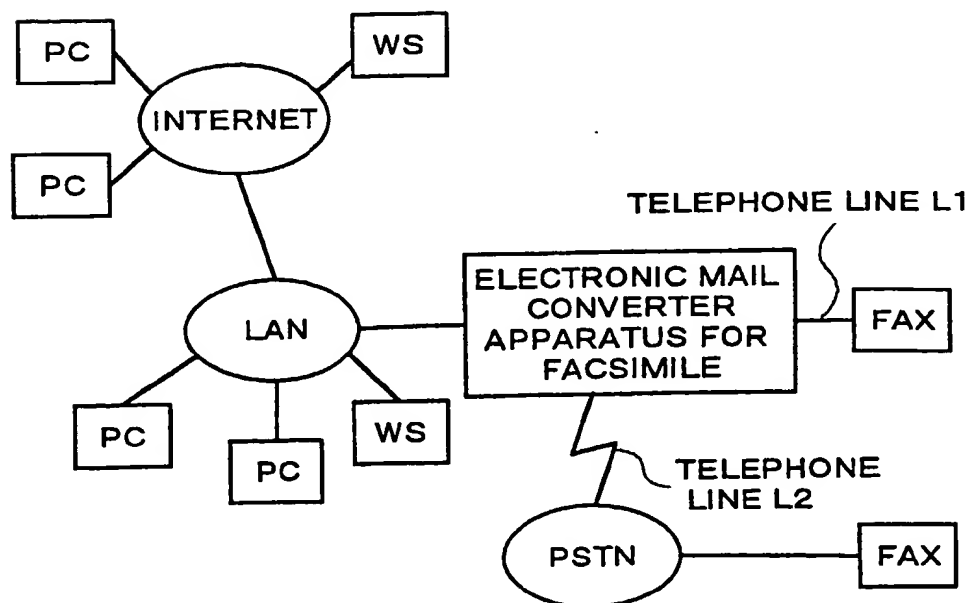 PC
WS
INTERNET
PC
TELEPHONE LINE L1
ELECTRONIC MAIL
CONVERTER
APPARATUS FOR
FACSIMILE
FAX
LAN
PC
PC
WS
TELEPHONE
LINE L2
PSTN
FAX